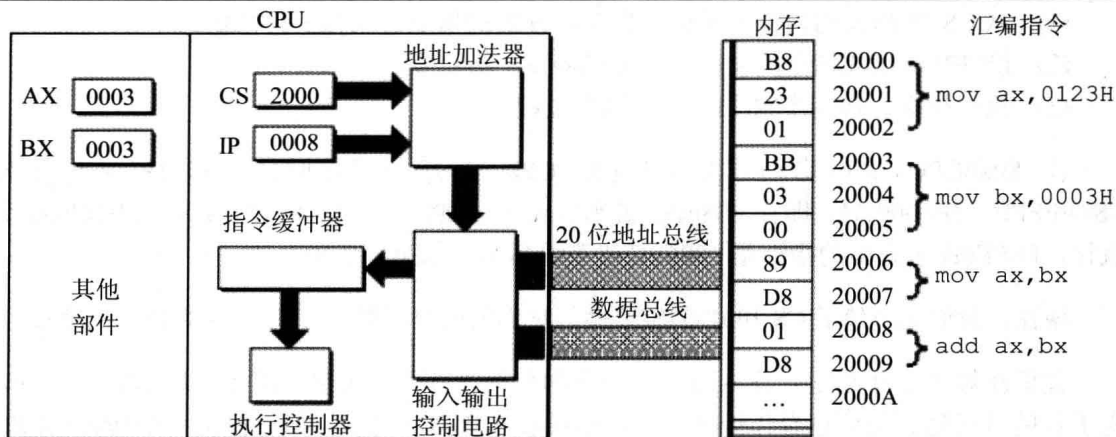 CPU
内存 汇编指令
地址加法器
AX 0003
BX 0003
CS 2000
IP 0008
指令缓冲器
其他
部件
执行控制器
输入输出
控制电路
20 位地址总线
数据总线
B8 20000
23 20001 mov ax,0123H
01 20002
BB 20003
03 20004 mov bx,0003H
00 20005
89 20006 mov ax,bx
D8 20007
01 20008 add ax,bx
D8 20009
… 2000A